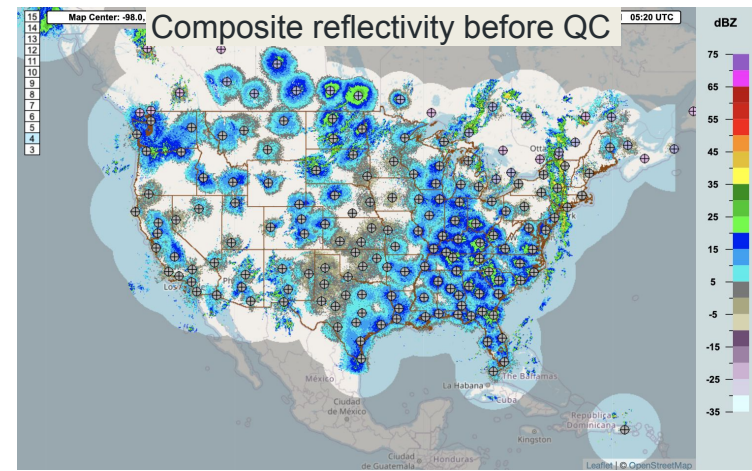 Composite reflectivity before QC
Map Center: -98.0,
05:20 UTC
15
14
13
12
11
10
9
8
7
6
5
4
3
dBZ
75
65
55
45
35
25
15
5
-5
-15
-25
-35
Otta
Los
Ph
México
Ciudad
de México
La Habana
The Bahamas
Cuba
República
Dominicana
Kingston
Ciudad
de Guatemala
Honduras
Leaflet | © OpenStreetMap